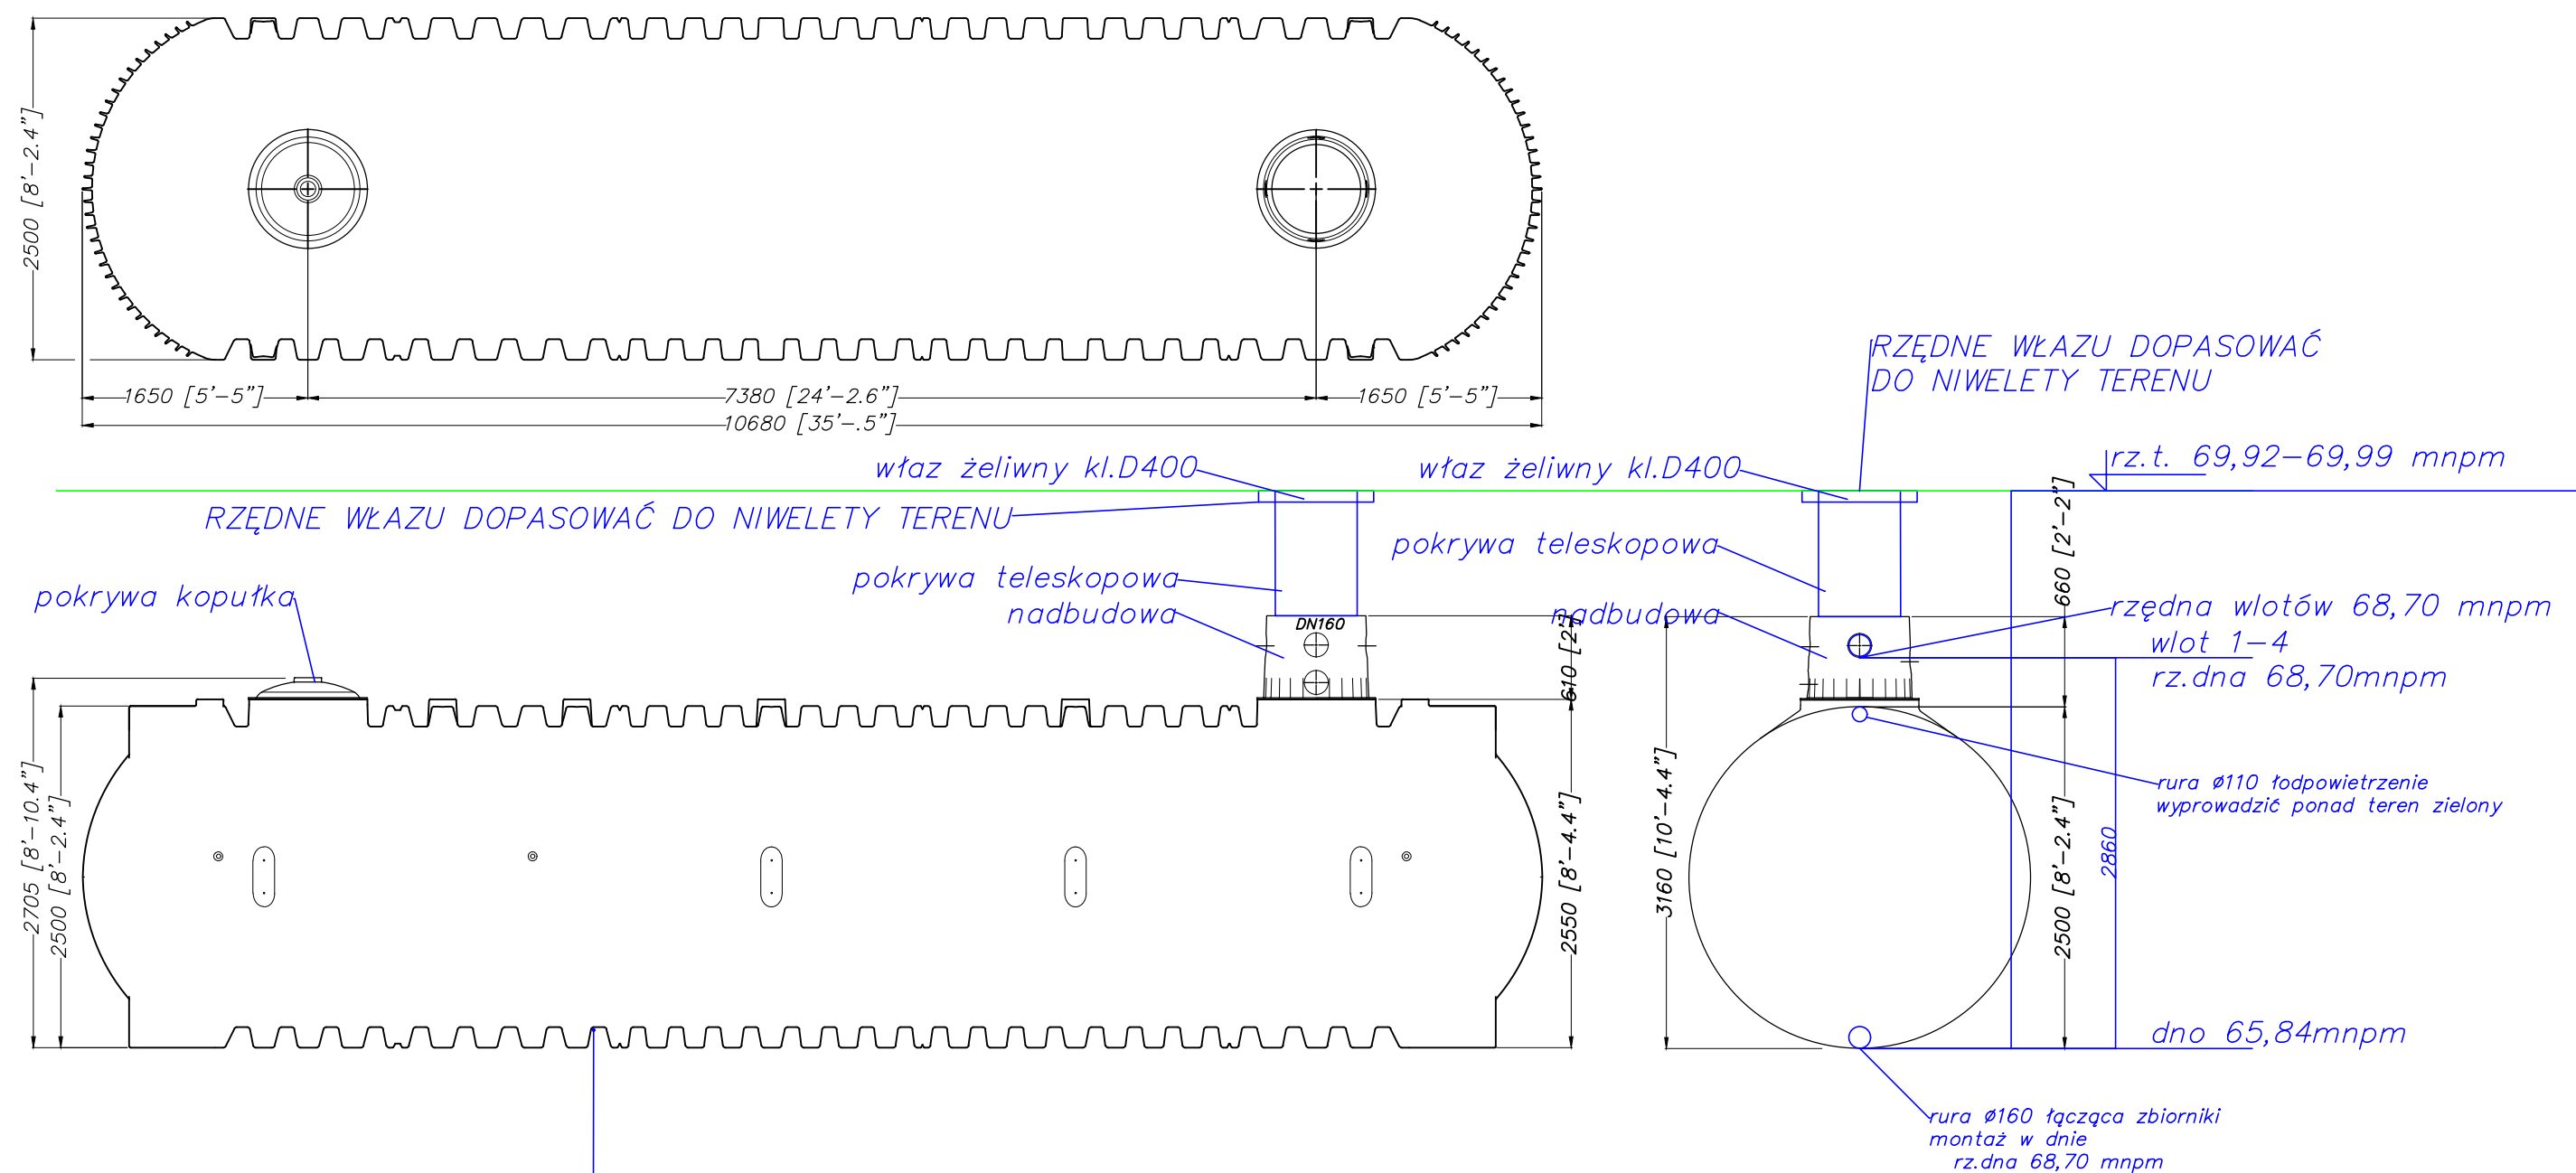 2500 [8'-2.4"]
1650 [5'-5"]
7380 [24'-2.6"]
1650 [5'-5"]
10680 [35'-.5"]
RZĘDNE WŁAZU DOPASOWAĆ
DO NIWELETY TERENU
właz żeliwny kl.D400
właz żeliwny kl.D400
rz.t. 69,92-69,99 mnpm
RZĘDNE WŁAZU DOPASOWAĆ DO NIWELETY TERENU
pokrywa teleskopowa
660 [2'-2"]
pokrywa teleskopowa
pokrywa kopułka
nadbudowa
nadbudowa
DN160
610 [2']
rzędna wlotów 68,70 mnpm
wlot 1-4
rz.dna 68,70mnpm
2705 [8'-10.4"]
2500 [8'-2.4"]
2550 [8'-4.4"]
3160 [10'-4.4"]
2500 [8'-2.4"]
2860
rura ø110 łodpowietrzenie
wyprowadzić ponad teren zielony
dno 65,84mnpm
rura ø160 łącząca zbiorniki
montaż w dnie
rz.dna 68,70 mnpm